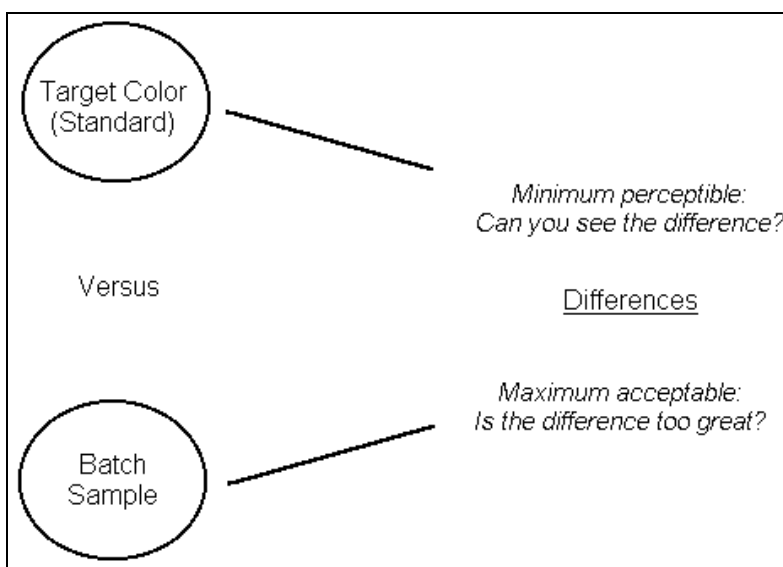 Target Color
(Standard)
Minimum perceptible:
Can you see the difference?
Versus
Differences
Maximum acceptable:
Is the difference too great?
Batch
Sample